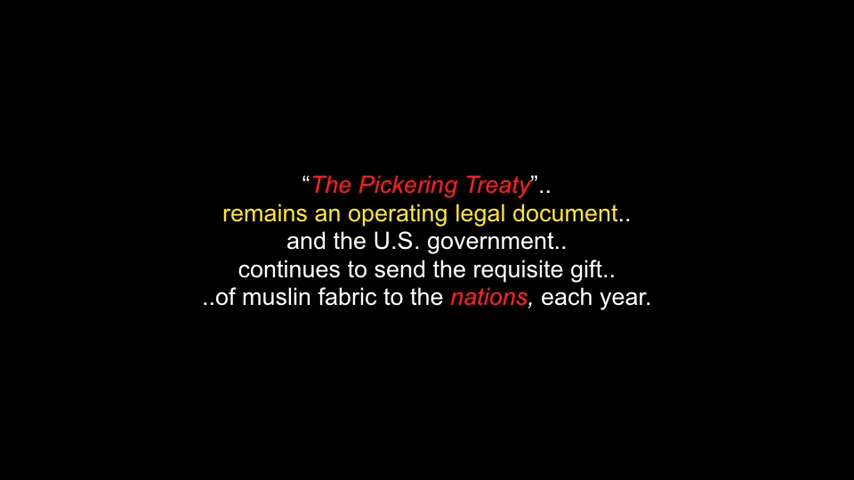 “The Pickering Treaty”..
remains an operating legal document..
and the U.S. government..
continues to send the requisite gift..
..of muslin fabric to the nations, each year.